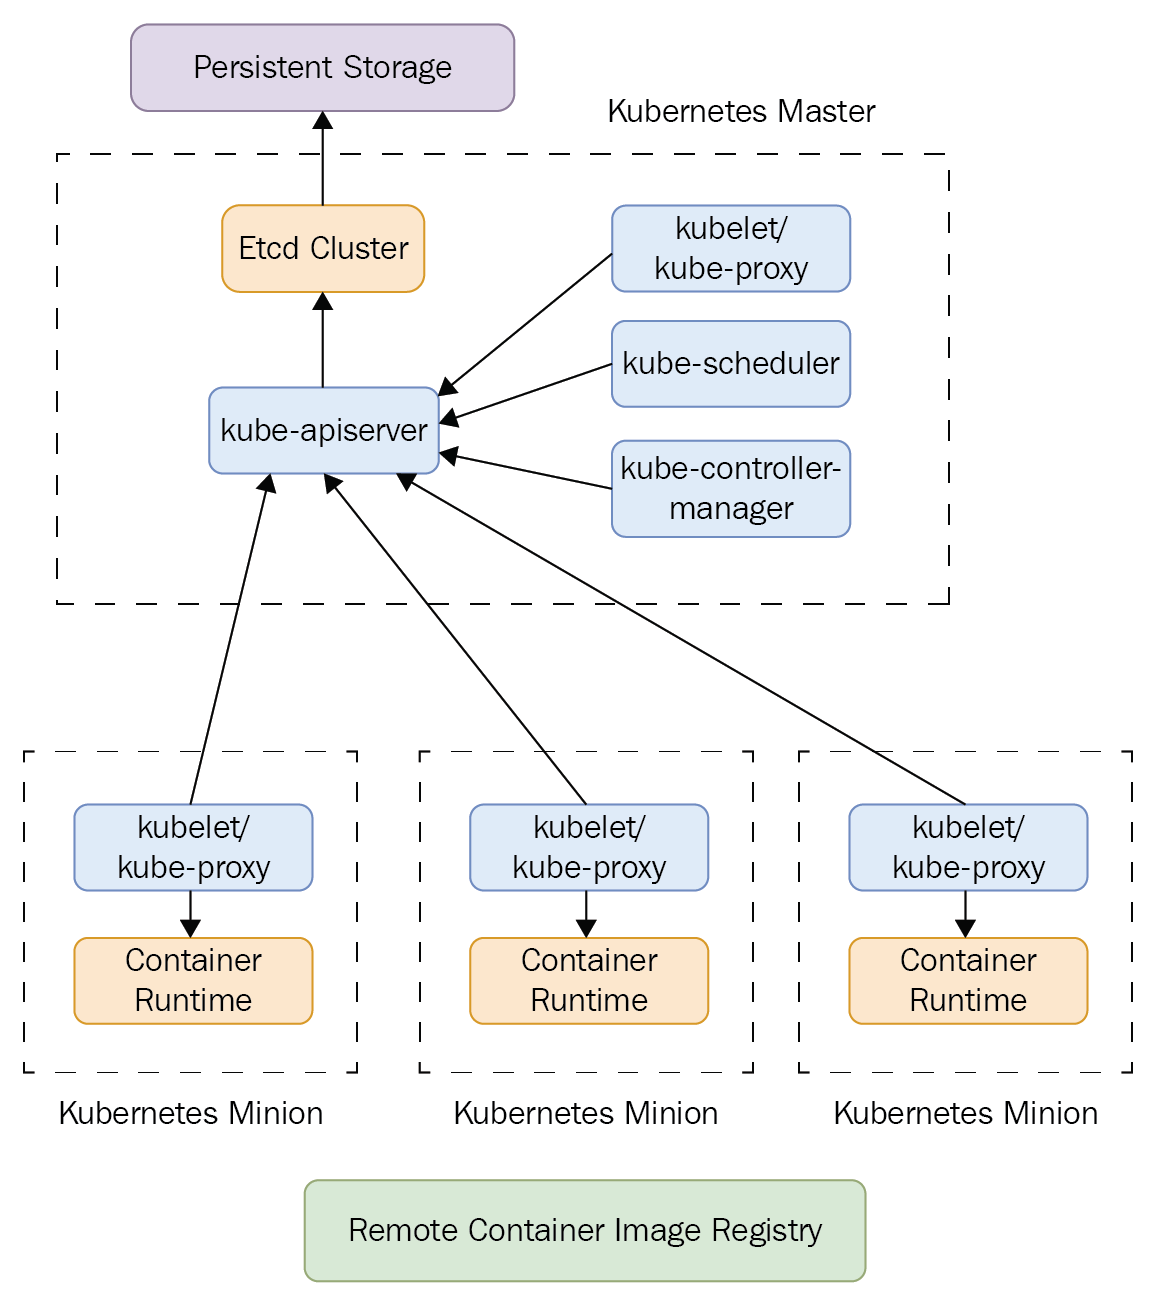 Persistent Storage
Kubernetes Master
Etcd Cluster
kubelet/
kube-proxy
kube-scheduler
kube-apiserver
kube-controller-
manager
kubelet/
kube-proxy
Container
Runtime
Kubernetes Minion
kubelet/
kube-proxy
Container
Runtime
Kubernetes Minion
kubelet/
kube-proxy
Container
Runtime
Kubernetes Minion
Remote Container Image Registry